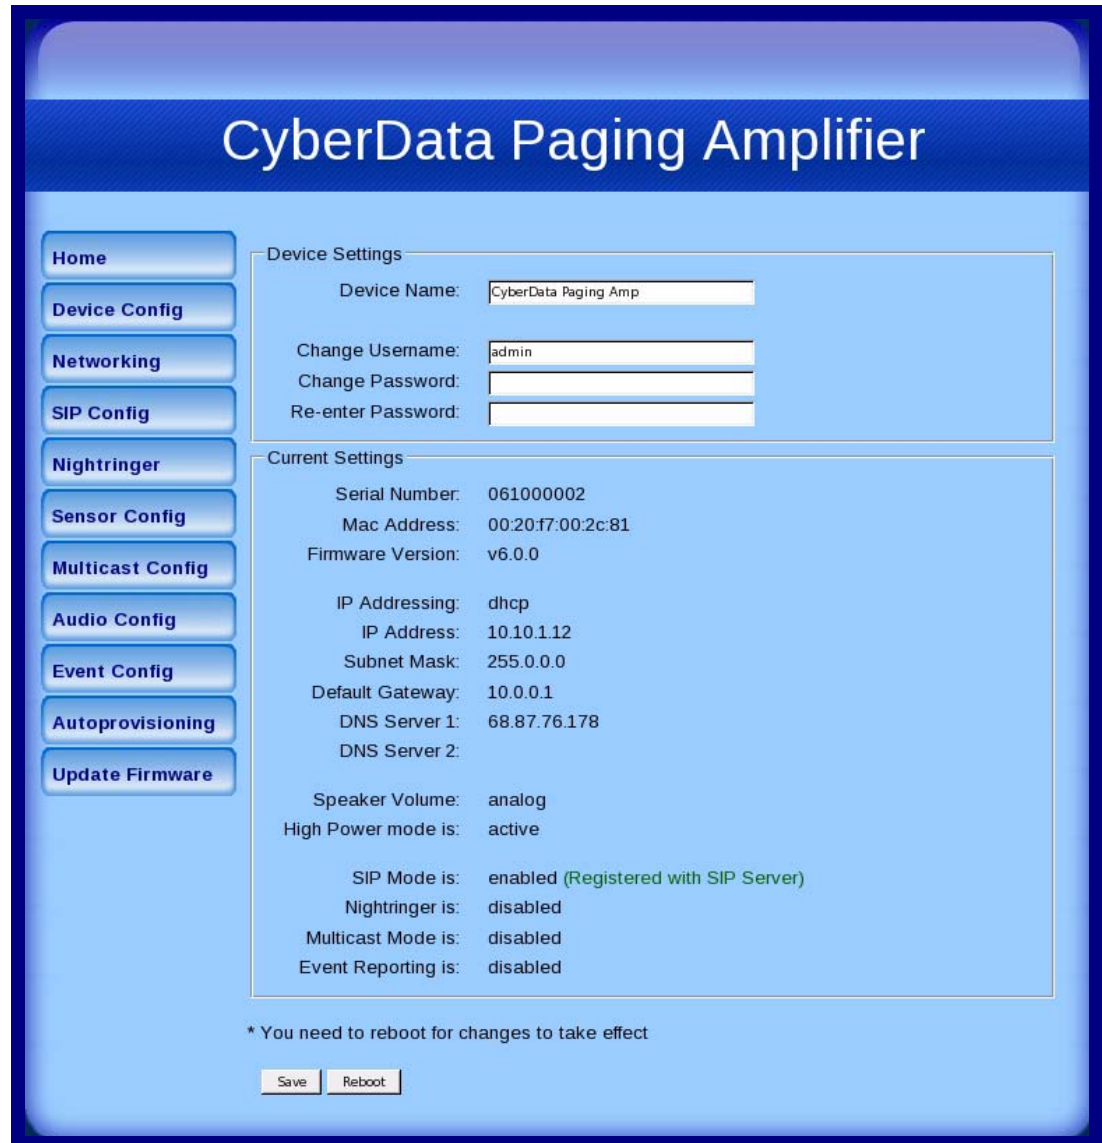 CyberData Paging Amplifier
Home
Device Config
Networking
SIP Config
Nightringer
Sensor Config
Multicast Config
Audio Config
Event Config
Autoprovisioning
Update Firmware
Device Settings
Device Name: CyberData Paging Amp
Change Username: admin
Change Password:
Re-enter Password:
Current Settings
Serial Number: 061000002
Mac Address: 00:20:f7:00:2c:81
Firmware Version: v6.0.0
IP Addressing: dhcp
IP Address: 10.10.1.12
Subnet Mask: 255.0.0.0
Default Gateway: 10.0.0.1
DNS Server 1: 68.87.76.178
DNS Server 2:
Speaker Volume: analog
High Power mode is: active
SIP Mode is: enabled (Registered with SIP Server)
Nightringer is: disabled
Multicast Mode is: disabled
Event Reporting is: disabled
* You need to reboot for changes to take effect
Save Reboot